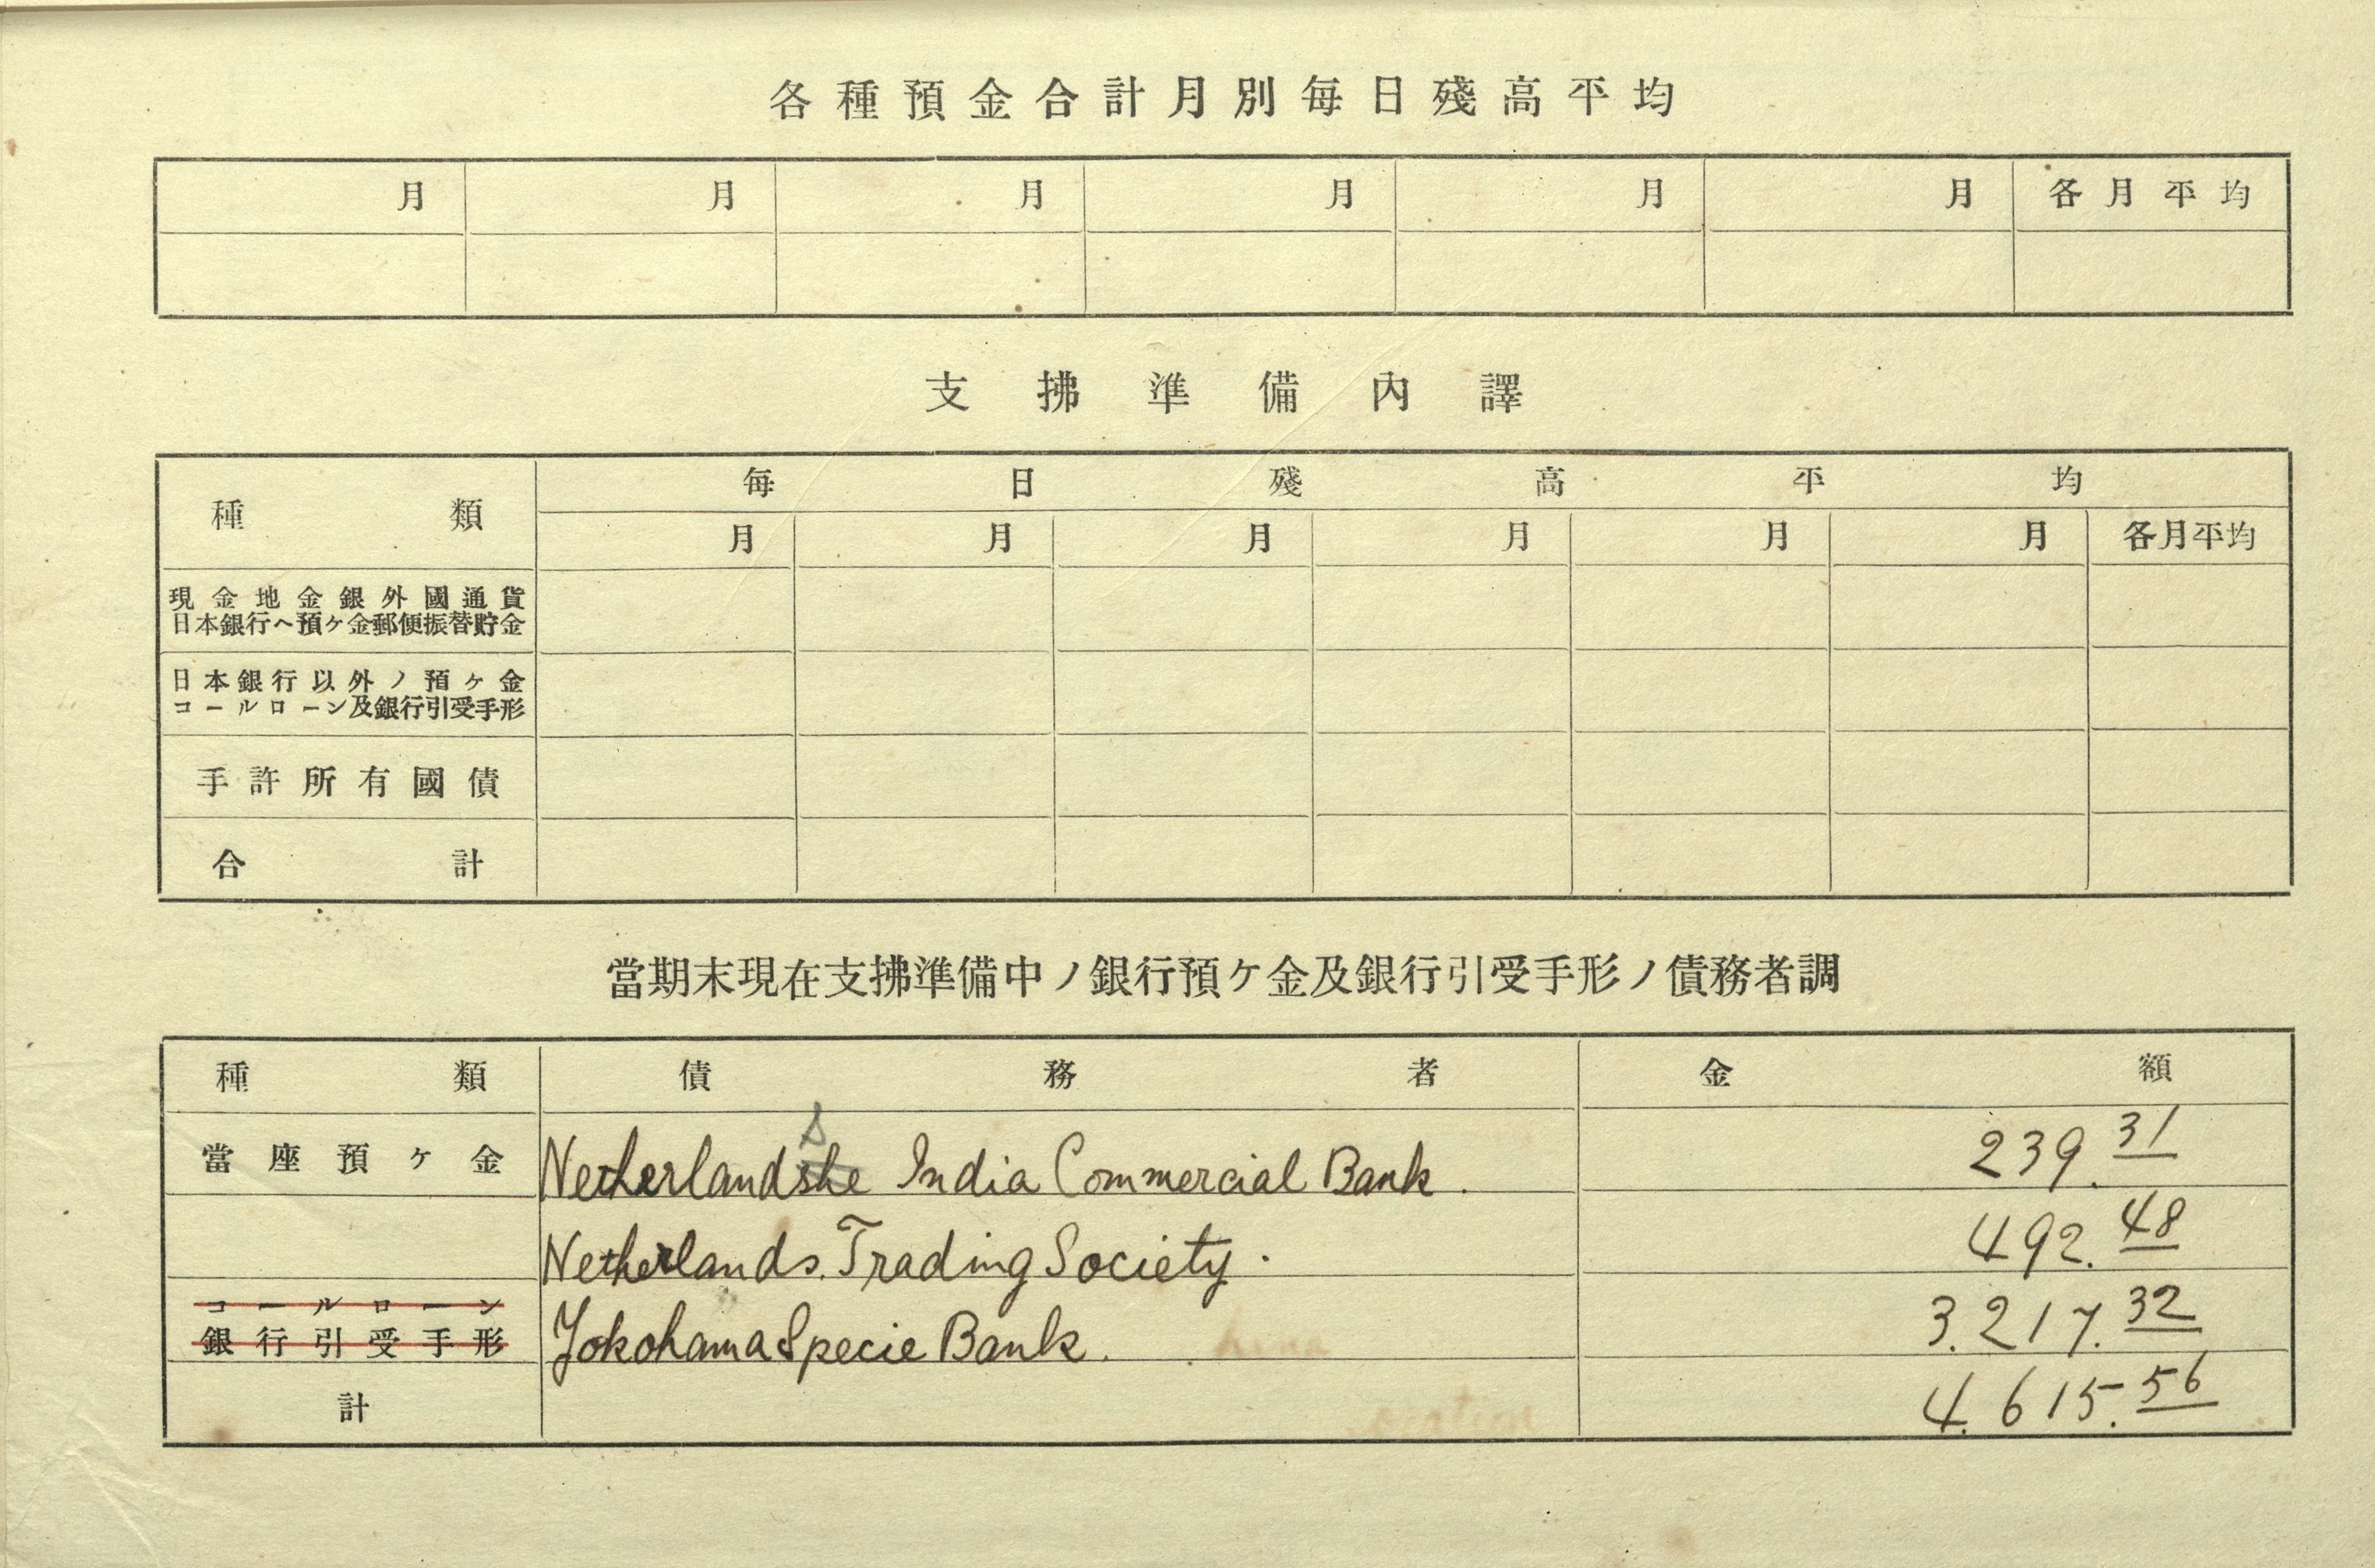 各種預金合計月別每日殘高平均
月 月 月 月 月 月 各月平均
支拂準備內譯
種類 每日殘高平均
月 月 月 月 月 月 各月平均
現金地金銀外國通貨
日本銀行ヘ預ケ金郵便振替貯金
日本銀行以外ノ預ケ金
コールローン及銀行引受手形
手許所有國債
合計
當期末現在支拂準備中ノ銀行預ケ金及銀行引受手形ノ債務者調
種類 債務者 金額
s
當座預ケ金 Netherlandshe India Commercial Bank. 239.31
Netherlands. Trading Society. 492.48
コールローン
銀行引受手形 Yokohama Specie Bank. 3.217.32
計 4.615.56